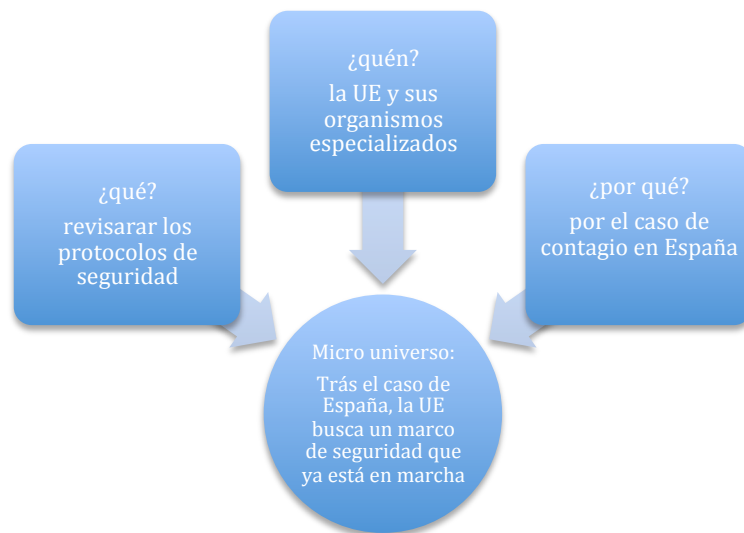 ¿qué?
revisarar los
protocolos de
seguridad
¿quén?
la UE y sus
organismos
especializados
¿por qué?
por el caso de
contagio en España
Micro universo:
Trás el caso de
España, la UE
busca un marco
de seguridad que
ya está en marcha